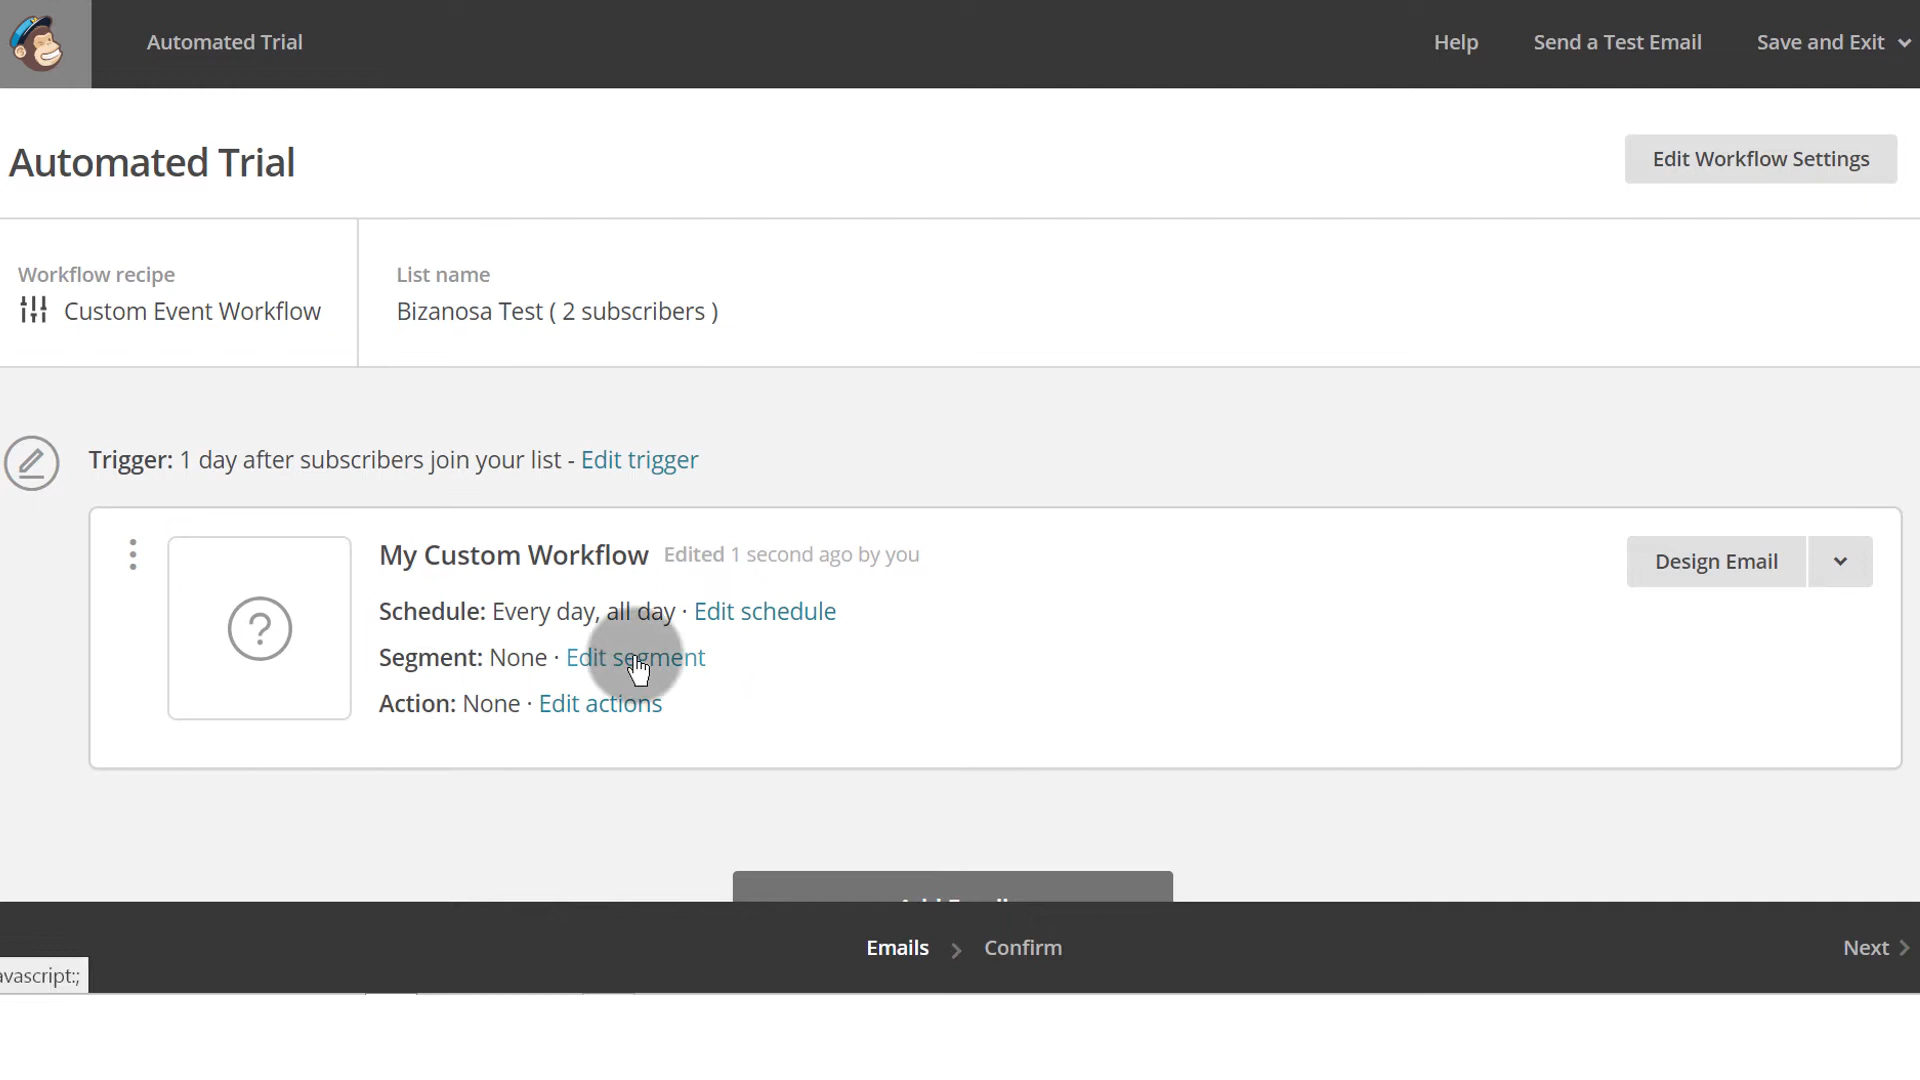 Automated Trial
Help
Send a Test Email
Save and Exit
Automated Trial
Edit Workflow Settings
Workflow recipe
Custom Event Workflow
List name
Bizanosa Test ( 2 subscribers )
Trigger: 1 day after subscribers join your list - Edit trigger
My Custom Workflow Edited 1 second ago by you
Design Email
Schedule: Every day, all day · Edit schedule
Segment: None · Edit segment
Action: None · Edit actions
Emails > Confirm
Next >
avascript:;